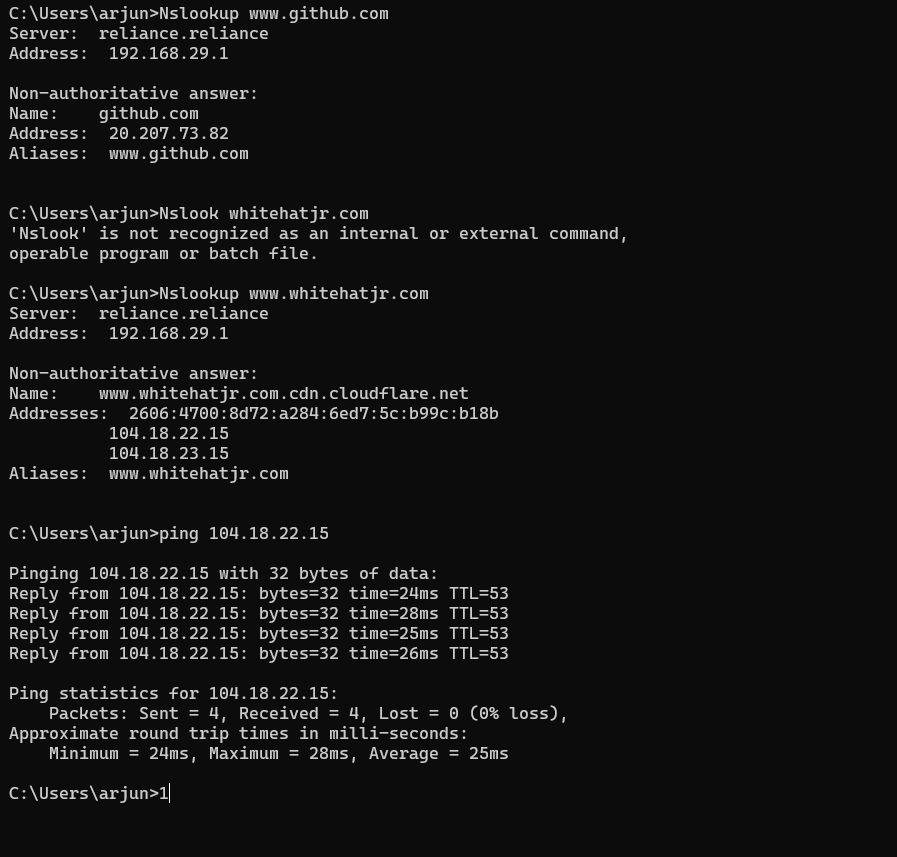 C:\Users\arjun>Nslookup www.github.com
Server:  reliance.reliance
Address:  192.168.29.1
Non-authoritative answer:
Name:    github.com
Address:  20.207.73.82
Aliases:  www.github.com
C:\Users\arjun>Nslook whitehatjr.com
'Nslook' is not recognized as an internal or external command,
operable program or batch file.
C:\Users\arjun>Nslookup www.whitehatjr.com
Server:  reliance.reliance
Address:  192.168.29.1
Non-authoritative answer:
Name:    www.whitehatjr.com.cdn.cloudflare.net
Addresses:  2606:4700:8d72:a284:6ed7:5c:b99c:b18b
          104.18.22.15
          104.18.23.15
Aliases:  www.whitehatjr.com
C:\Users\arjun>ping 104.18.22.15
Pinging 104.18.22.15 with 32 bytes of data:
Reply from 104.18.22.15: bytes=32 time=24ms TTL=53
Reply from 104.18.22.15: bytes=32 time=28ms TTL=53
Reply from 104.18.22.15: bytes=32 time=25ms TTL=53
Reply from 104.18.22.15: bytes=32 time=26ms TTL=53
Ping statistics for 104.18.22.15:
    Packets: Sent = 4, Received = 4, Lost = 0 (0% loss),
Approximate round trip times in milli-seconds:
    Minimum = 24ms, Maximum = 28ms, Average = 25ms
C:\Users\arjun>1